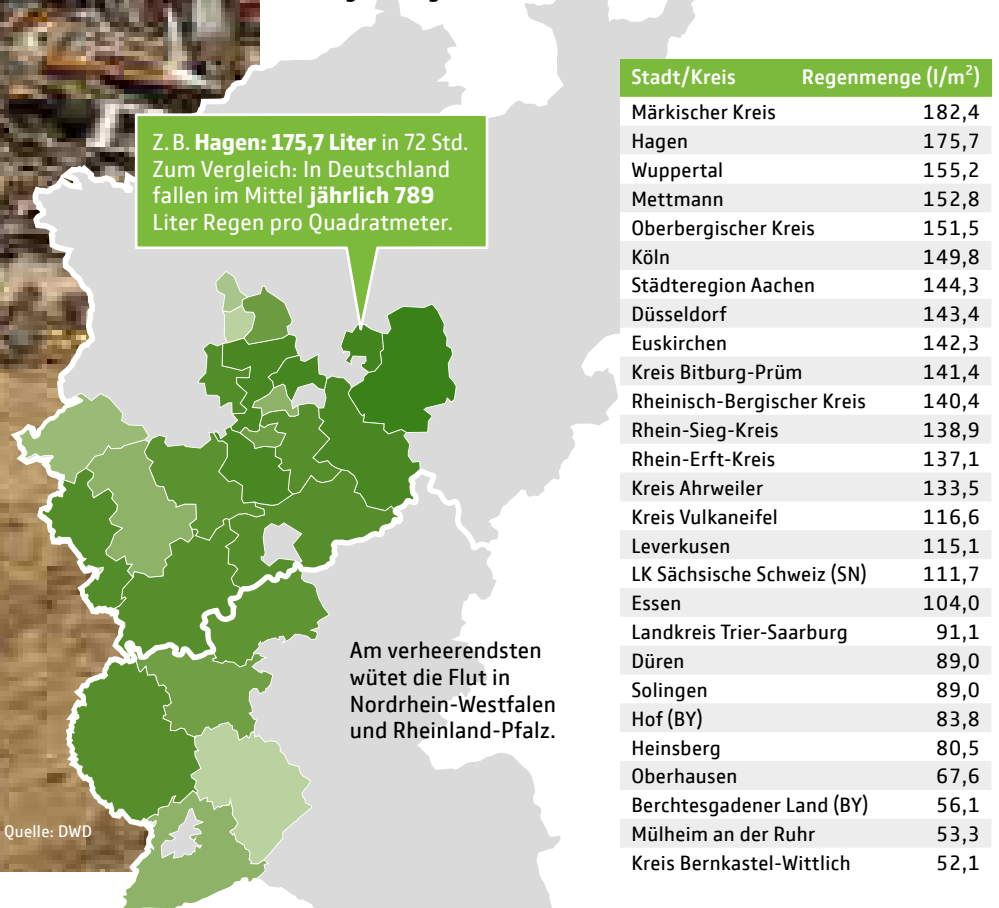 Z. B. Hagen: 175,7 Liter in 72 Std.
Zum Vergleich: In Deutschland
fallen im Mittel jährlich 789
Liter Regen pro Quadratmeter.
Am verheerendsten
wütet die Flut in
Nordrhein-Westfalen
und Rheinland-Pfalz.
Quelle: DWD
Stadt/Kreis Regenmenge (l/m²)
Märkischer Kreis 182,4
Hagen 175,7
Wuppertal 155,2
Mettmann 152,8
Oberbergischer Kreis 151,5
Köln 149,8
Städteregion Aachen 144,3
Düsseldorf 143,4
Euskirchen 142,3
Kreis Bitburg-Prüm 141,4
Rheinisch-Bergischer Kreis 140,4
Rhein-Sieg-Kreis 138,9
Rhein-Erft-Kreis 137,1
Kreis Ahrweiler 133,5
Kreis Vulkaneifel 116,6
Leverkusen 115,1
LK Sächsische Schweiz (SN) 111,7
Essen 104,0
Landkreis Trier-Saarburg 91,1
Düren 89,0
Solingen 89,0
Hof (BY) 83,8
Heinsberg 80,5
Oberhausen 67,6
Berchtesgadener Land (BY) 56,1
Mülheim an der Ruhr 53,3
Kreis Bernkastel-Wittlich 52,1